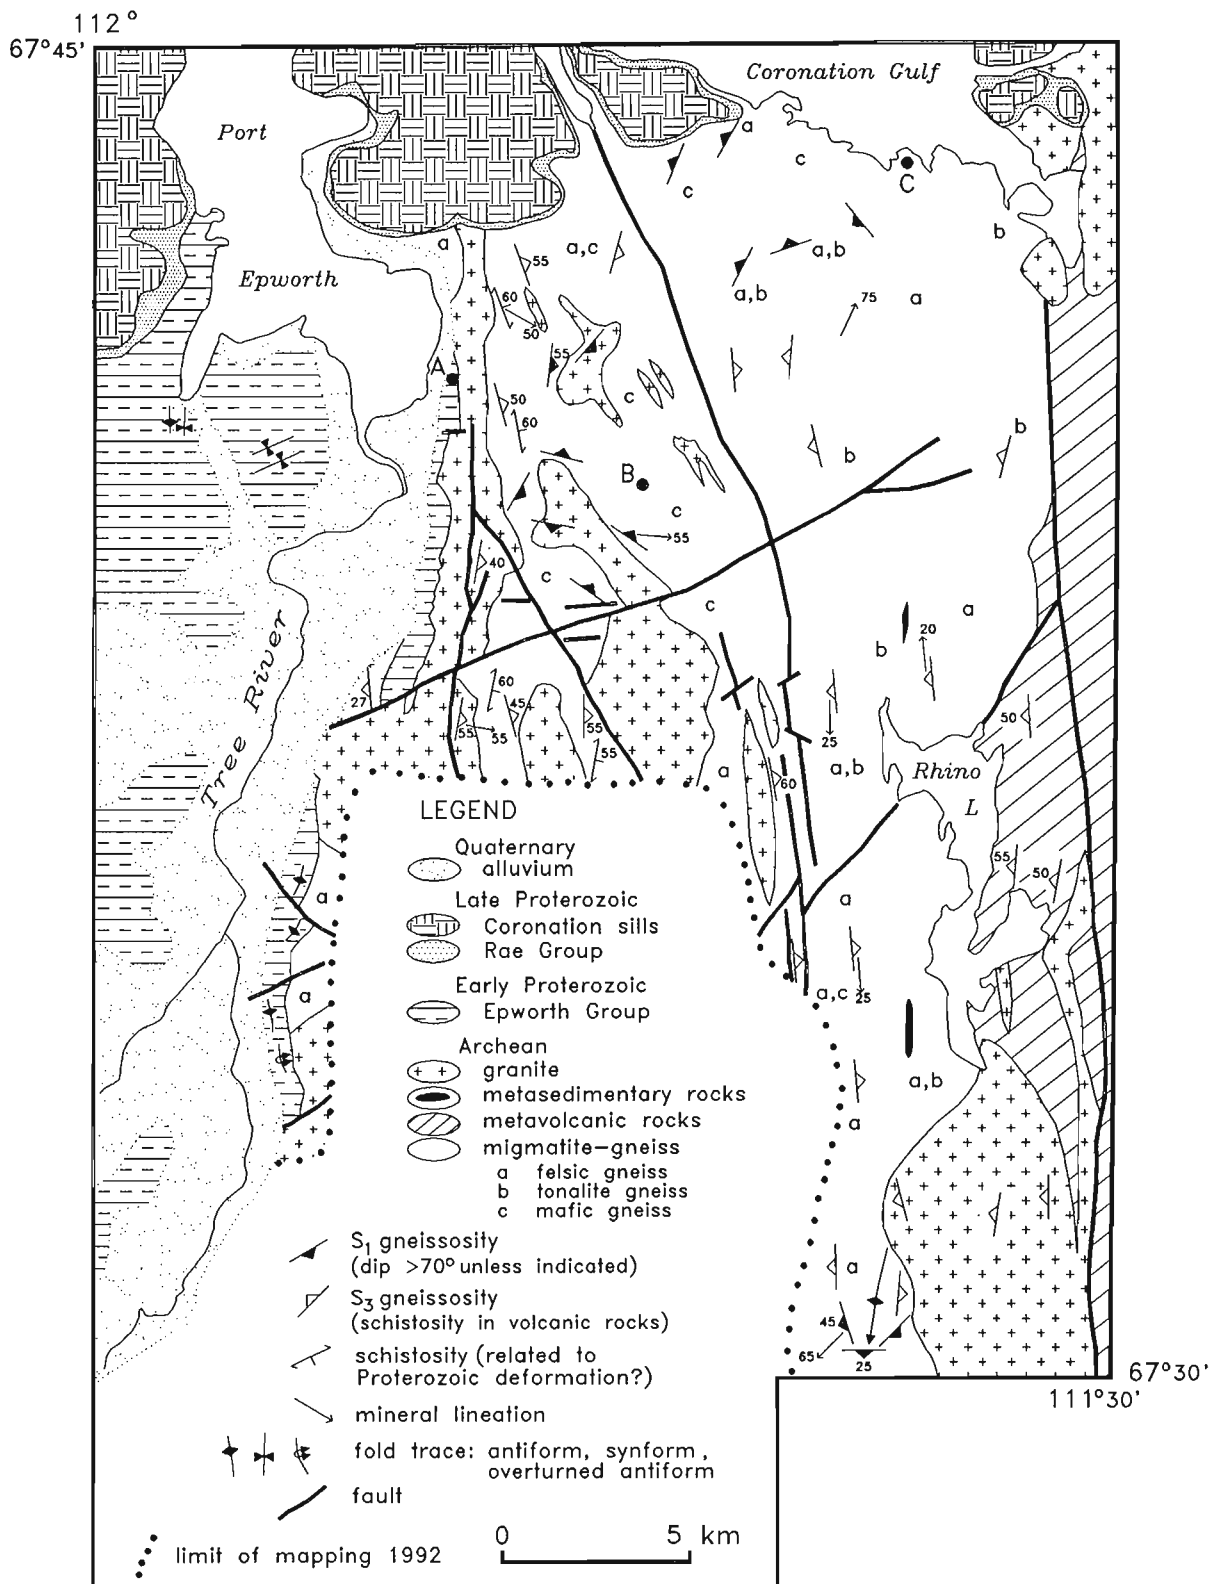 112°
67°45'
Coronation Gulf
Port
a
c
C
c
a
a,c
b
55
a,b
Epworth
a,b
75
a
60
50
55
A
c
50
60
b
b
B
c
55
40
c
c
a
b
20
Tree River
27
60
45
55
55
55
55
50
25
a
a,b
Rhino
L
60
LEGEND
Quaternary
alluvium
Late Proterozoic
Coronation sills
Rae Group
Early Proterozoic
Epworth Group
Archean
granite
metasedimentary rocks
metavolcanic rocks
migmatite-gneiss
a felsic gneiss
b tonalite gneiss
c mafic gneiss
55
50
a
a
a
a,c
25
a,b
a
a
45
65
25
S1 gneissosity
(dip >70° unless indicated)
S3 gneissosity
(schistosity in volcanic rocks)
schistosity (related to
Proterozoic deformation?)
mineral lineation
fold trace: antiform, synform,
overturned antiform
fault
limit of mapping 1992
0 5 km
67°30'
111°30'